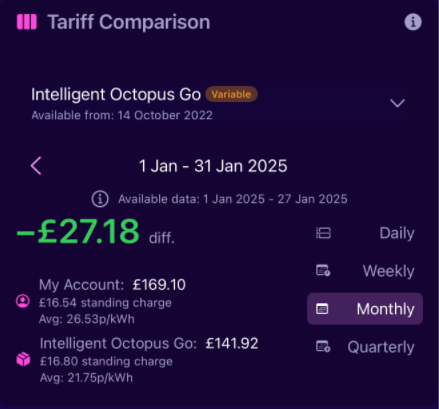 Tariff Comparison
Intelligent Octopus Go Variable
Available from: 14 October 2022
1 Jan - 31 Jan 2025
Available data: 1 Jan 2025 - 27 Jan 2025
−£27.18 diff.
Daily
Weekly
Monthly
Quarterly
My Account: £169.10
£16.54 standing charge
Avg: 26.53p/kWh
Intelligent Octopus Go: £141.92
£16.80 standing charge
Avg: 21.75p/kWh